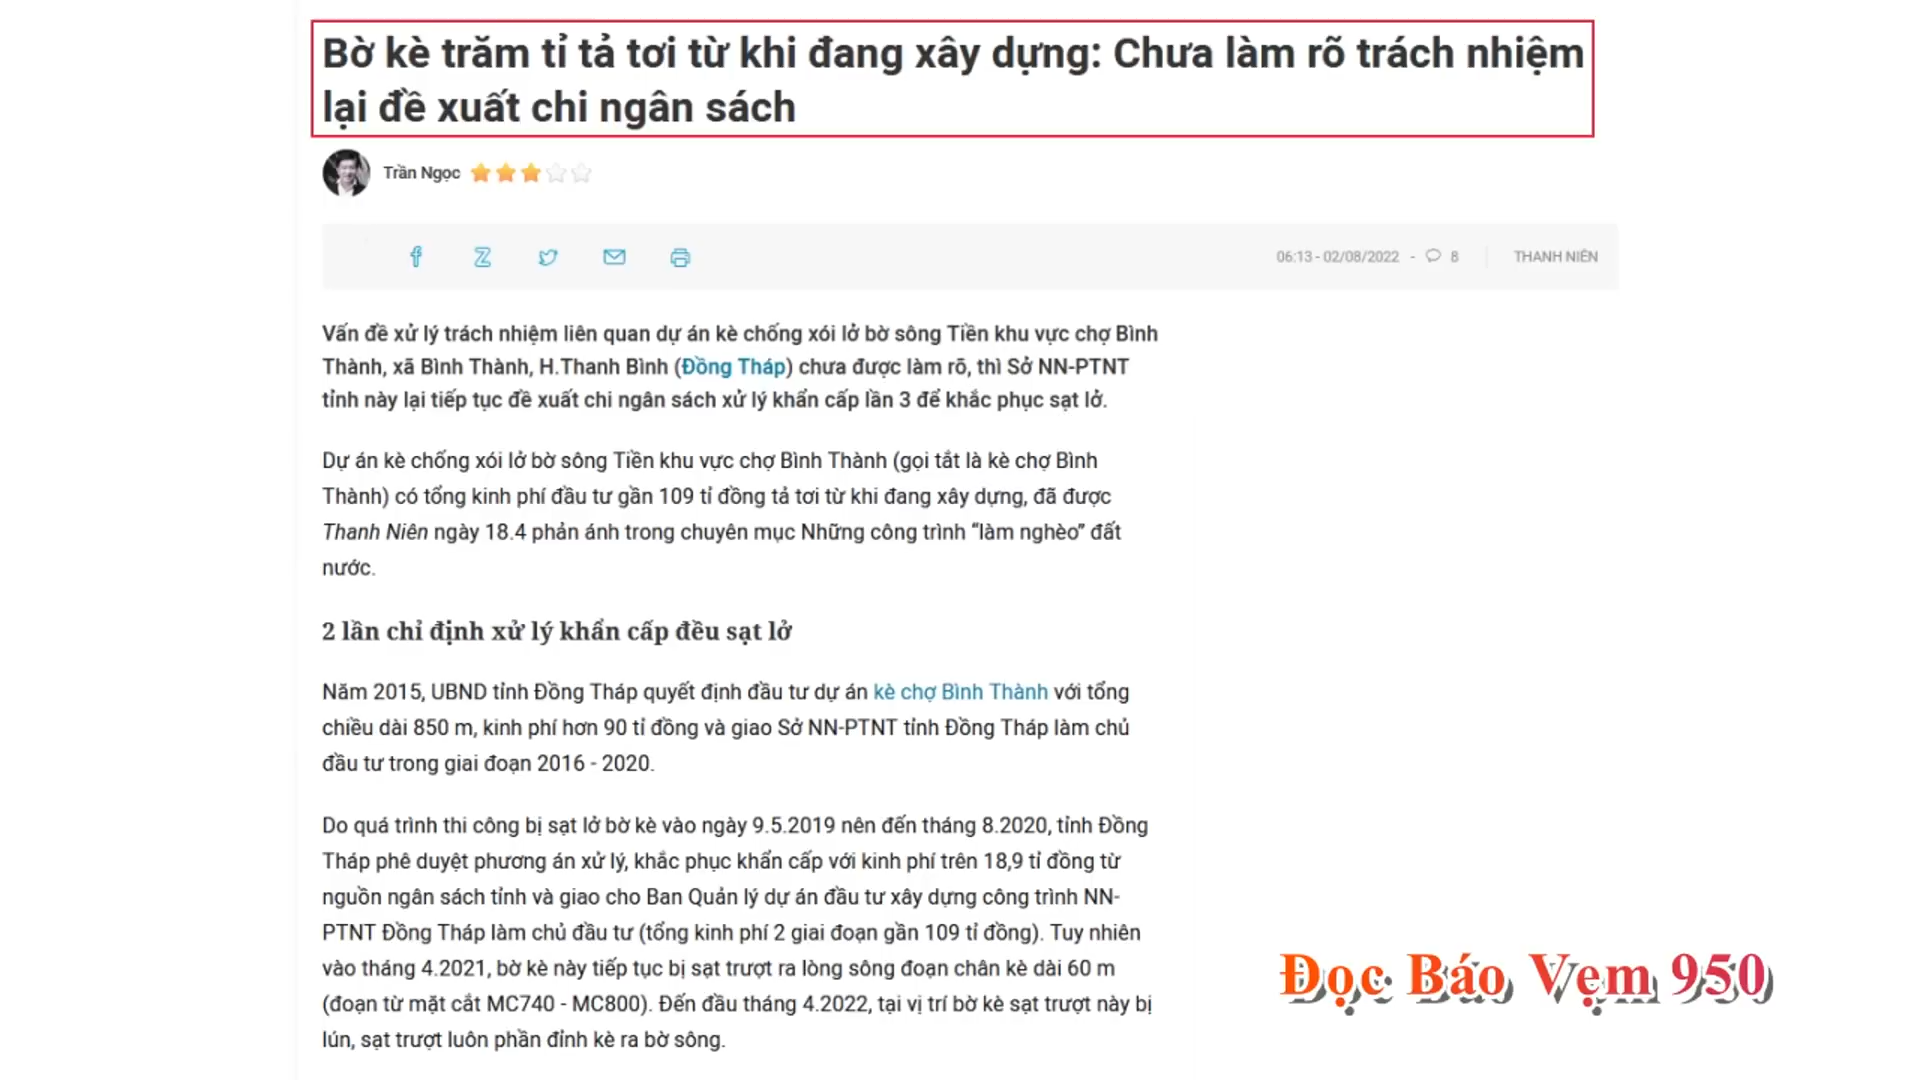 Bờ kè trăm tỉ tả tơi từ khi đang xây dựng: Chưa làm rõ trách nhiệm
lại đề xuất chi ngân sách
Trần Ngọc
06:13 - 02/08/2022 - 8 THANH NIÊN
Vấn đề xử lý trách nhiệm liên quan dự án kè chống xói lở bờ sông Tiền khu vực chợ Bình
Thành, xã Bình Thành, H.Thanh Bình (Đồng Tháp) chưa được làm rõ, thì Sở NN-PTNT
tỉnh này lại tiếp tục đề xuất chi ngân sách xử lý khẩn cấp lần 3 để khắc phục sạt lở.
Dự án kè chống xói lở bờ sông Tiền khu vực chợ Bình Thành (gọi tắt là kè chợ Bình
Thành) có tổng kinh phí đầu tư gần 109 tỉ đồng tả tơi từ khi đang xây dựng, đã được
Thanh Niên ngày 18.4 phản ánh trong chuyên mục Những công trình “làm nghèo” đất
nước.
2 lần chỉ định xử lý khẩn cấp đều sạt lở
Năm 2015, UBND tỉnh Đồng Tháp quyết định đầu tư dự án kè chợ Bình Thành với tổng
chiều dài 850 m, kinh phí hơn 90 tỉ đồng và giao Sở NN-PTNT tỉnh Đồng Tháp làm chủ
đầu tư trong giai đoạn 2016 - 2020.
Do quá trình thi công bị sạt lở bờ kè vào ngày 9.5.2019 nên đến tháng 8.2020, tỉnh Đồng
Tháp phê duyệt phương án xử lý, khắc phục khẩn cấp với kinh phí trên 18,9 tỉ đồng từ
nguồn ngân sách tỉnh và giao cho Ban Quản lý dự án đầu tư xây dựng công trình NN-
PTNT Đồng Tháp làm chủ đầu tư (tổng kinh phí 2 giai đoạn gần 109 tỉ đồng). Tuy nhiên
vào tháng 4.2021, bờ kè này tiếp tục bị sạt trượt ra lòng sông đoạn chân kè dài 60 m
(đoạn từ mặt cắt MC740 - MC800). Đến đầu tháng 4.2022, tại vị trí bờ kè sạt trượt này bị
lún, sạt trượt luôn phần đỉnh kè ra bờ sông.
Đọc Báo Vẹm 950